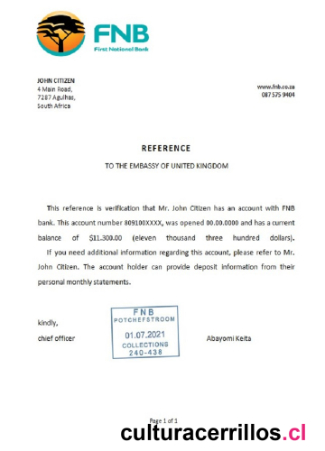 FNB
First National Bank
JOHN CITIZEN
4 Main Road,
7287 Agulhas,
South Africa
www.fnb.co.za
087 575 9404
REFERENCE
TO THE EMBASSY OF UNITED KINGDOM
This reference is verification that Mr. John Citizen has an account with FNB
bank. This account number 809100XXXX, was opened 00.00.0000 and has a current
balance of $11,300.00 (eleven thousand three hundred dollars).
If you need additional information regarding this account, please refer to Mr.
John Citizen. The account holder can provide deposit information from their
personal monthly statements.
kindly,
chief officer
FNB
POTCHEFSTROOM
01.07.2021
COLLECTIONS
240-438
Abayomi Keita
Page 1 of 1
culturacerrillos.cl